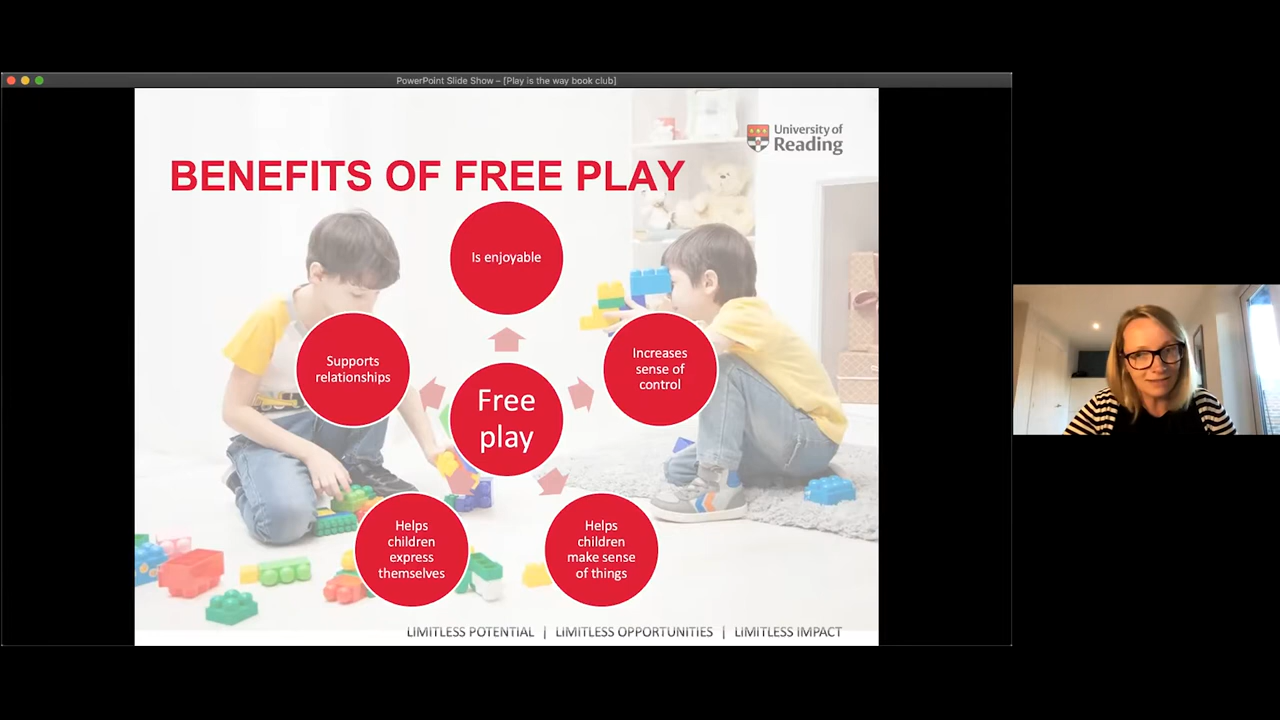 PowerPoint Slide Show – [Play is the way book club]
University of
Reading
BENEFITS OF FREE PLAY
Is enjoyable
Increases
sense of
control
Helps
children
make sense
of things
Helps
children
express
themselves
Supports
relationships
Free
play
LIMITLESS POTENTIAL | LIMITLESS OPPORTUNITIES | LIMITLESS IMPACT